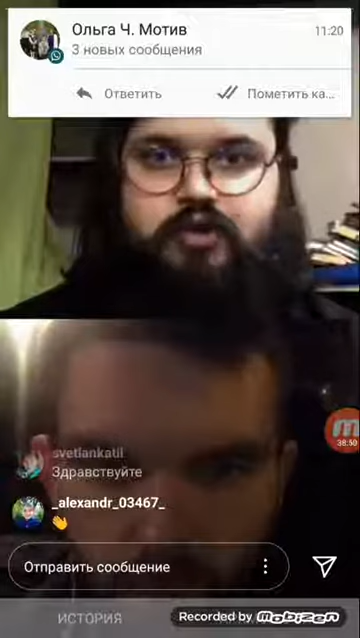 Ольга Ч. Мотив
11:20
3 новых сообщения
Ответить
Пометить ка...
38:50
svetlankatil
Здравствуйте
_alexandr_03467_
Отправить сообщение
ИСТОРИЯ
Recorded by Mobizen